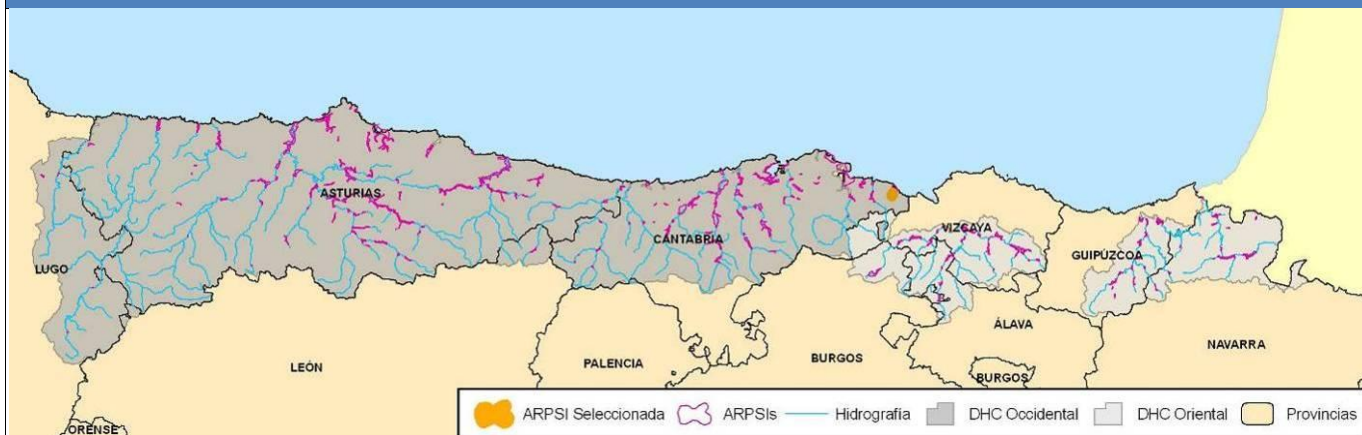 ASTURIAS
CANTABRIA
VIZCAYA
GUIPÚZCOA
LUGO
LEÓN
PALENCIA
BURGOS
ÁLAVA
NAVARRA
BURGOS
ORENSE
ARPSI Seleccionada ARPSIs Hidrografia DHC Occidental DHC Oriental Provincias